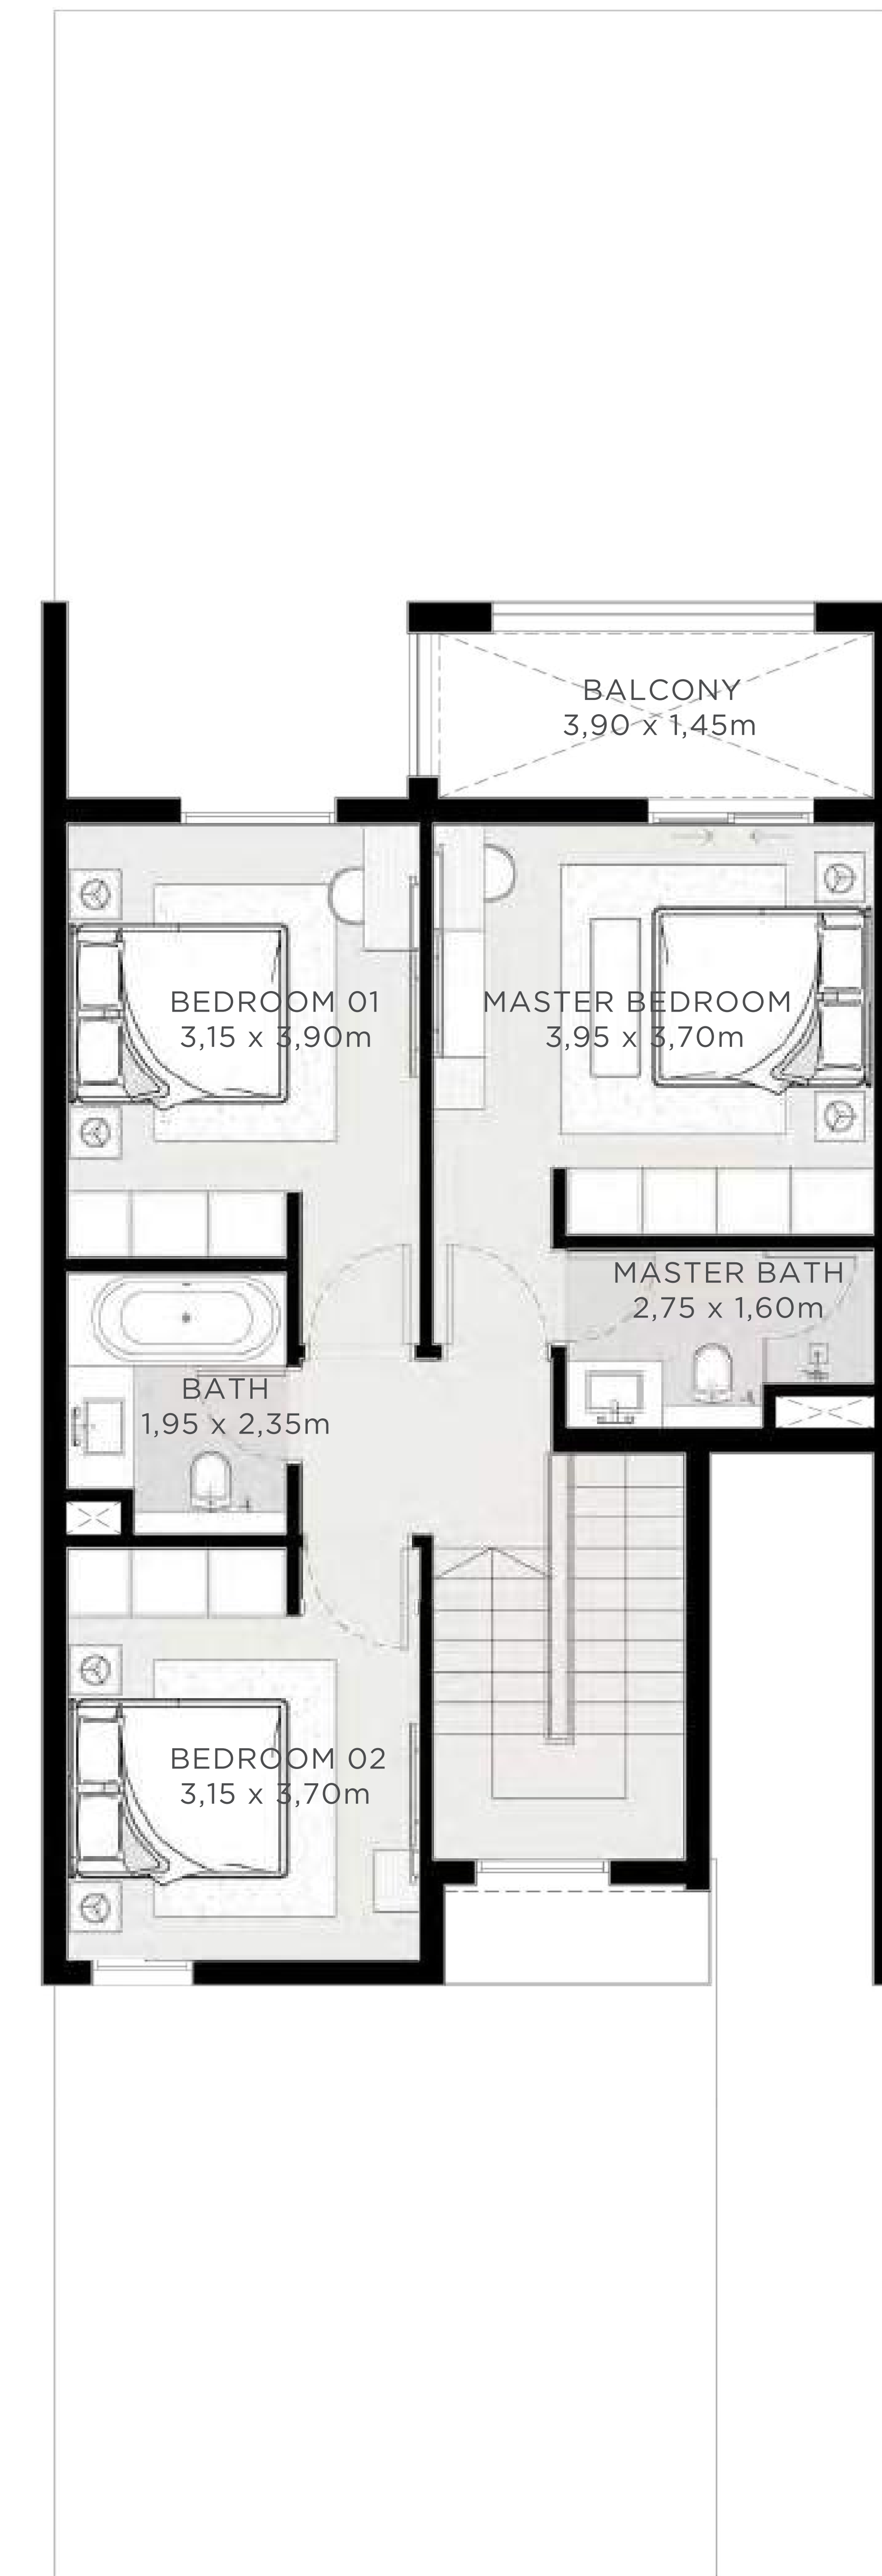 BALCONY
3,90 x 1,45m
BEDROOM 01
3,15 x 3,90m
MASTER BEDROOM
3,95 x 3,70m
MASTER BATH
2,75 x 1,60m
BATH
1,95 x 2,35m
BEDROOM 02
3,15 x 3,70m